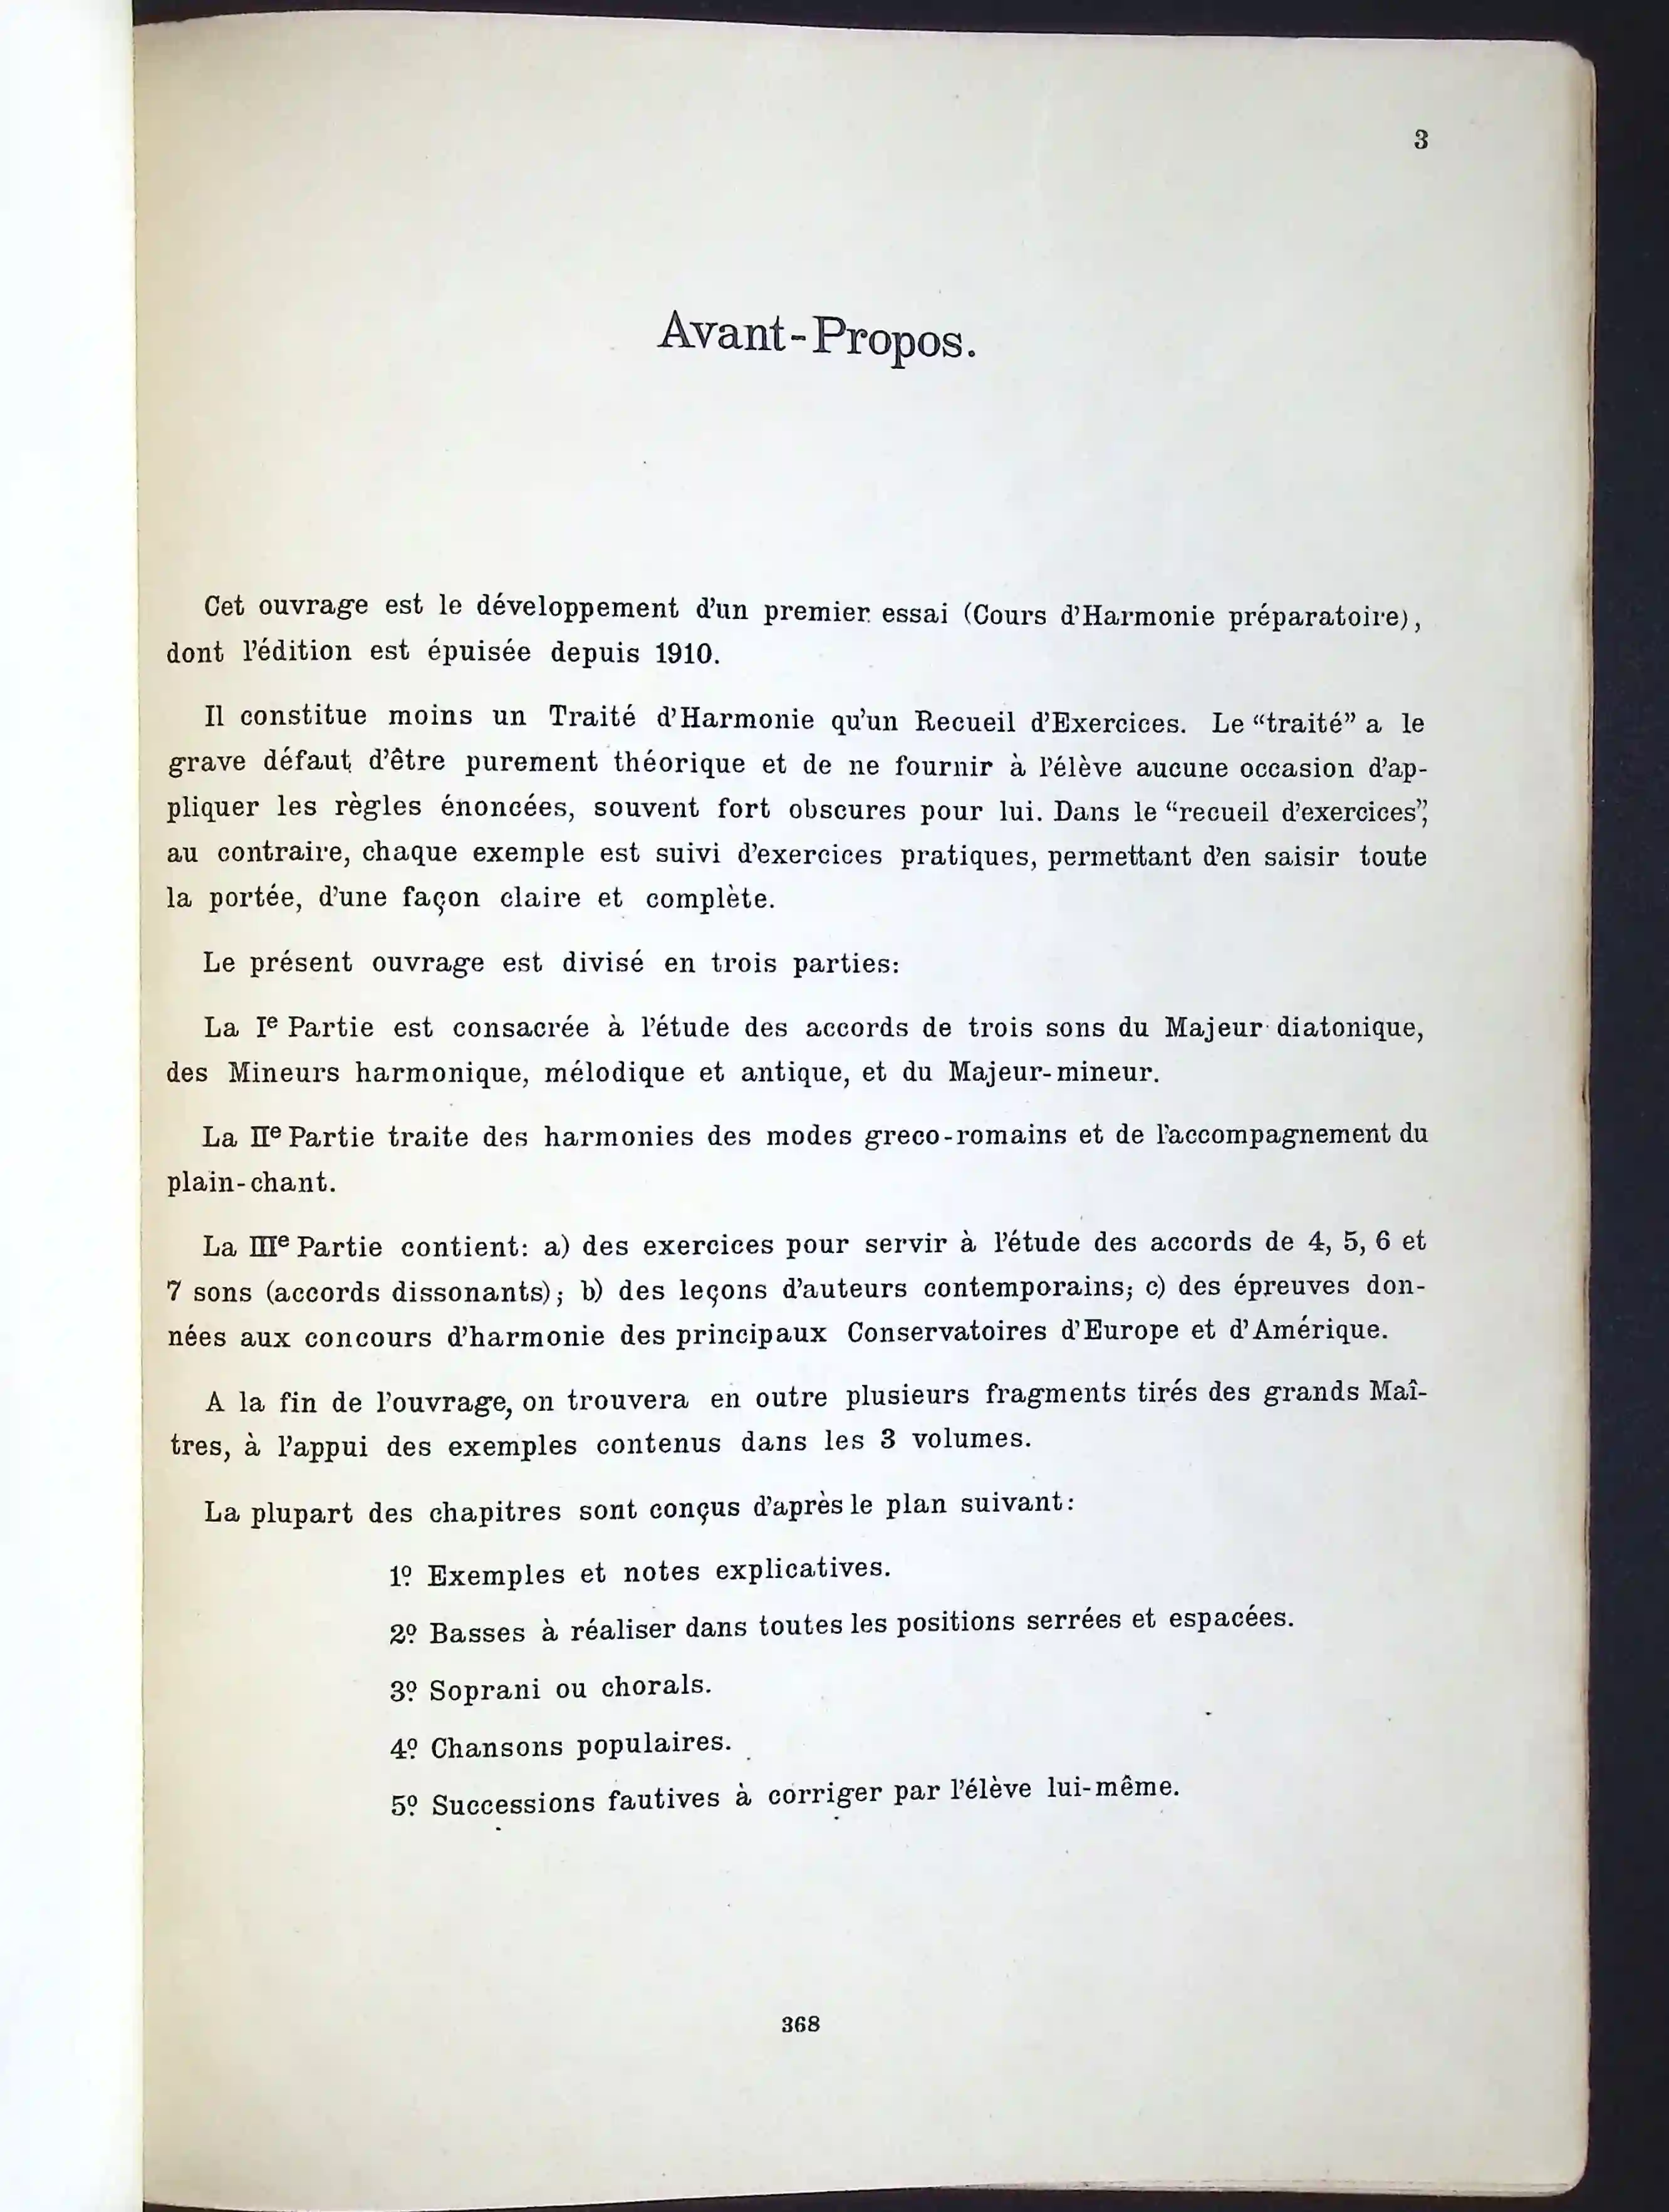 3
Avant-Propos.
Cet ouvrage est le développement d'un premier essai (Cours d'Harmonie préparatoire),
dont l'édition est épuisée depuis 1910.
Il constitue moins un Traité d'Harmonie qu'un Recueil d'Exercices. Le “traité” a le
grave défaut d'être purement théorique et de ne fournir à l'élève aucune occasion d'ap-
pliquer les règles énoncées, souvent fort obscures pour lui. Dans le “recueil d'exercices”,
au contraire, chaque exemple est suivi d'exercices pratiques, permettant d'en saisir toute
la portée, d'une façon claire et complète.
Le présent ouvrage est divisé en trois parties:
La Ie Partie est consacrée à l'étude des accords de trois sons du Majeur diatonique,
des Mineurs harmonique, mélodique et antique, et du Majeur-mineur.
La IIe Partie traite des harmonies des modes greco-romains et de l'accompagnement du
plain-chant.
La IIIe Partie contient: a) des exercices pour servir à l'étude des accords de 4, 5, 6 et
7 sons (accords dissonants); b) des leçons d'auteurs contemporains; c) des épreuves don-
nées aux concours d'harmonie des principaux Conservatoires d'Europe et d'Amérique.
A la fin de l'ouvrage, on trouvera en outre plusieurs fragments tirés des grands Maî-
tres, à l'appui des exemples contenus dans les 3 volumes.
La plupart des chapitres sont conçus d'après le plan suivant:
1º Exemples et notes explicatives.
2º Basses à réaliser dans toutes les positions serrées et espacées.
3º Soprani ou chorals.
4º Chansons populaires.
5º Successions fautives à corriger par l'élève lui-même.
368